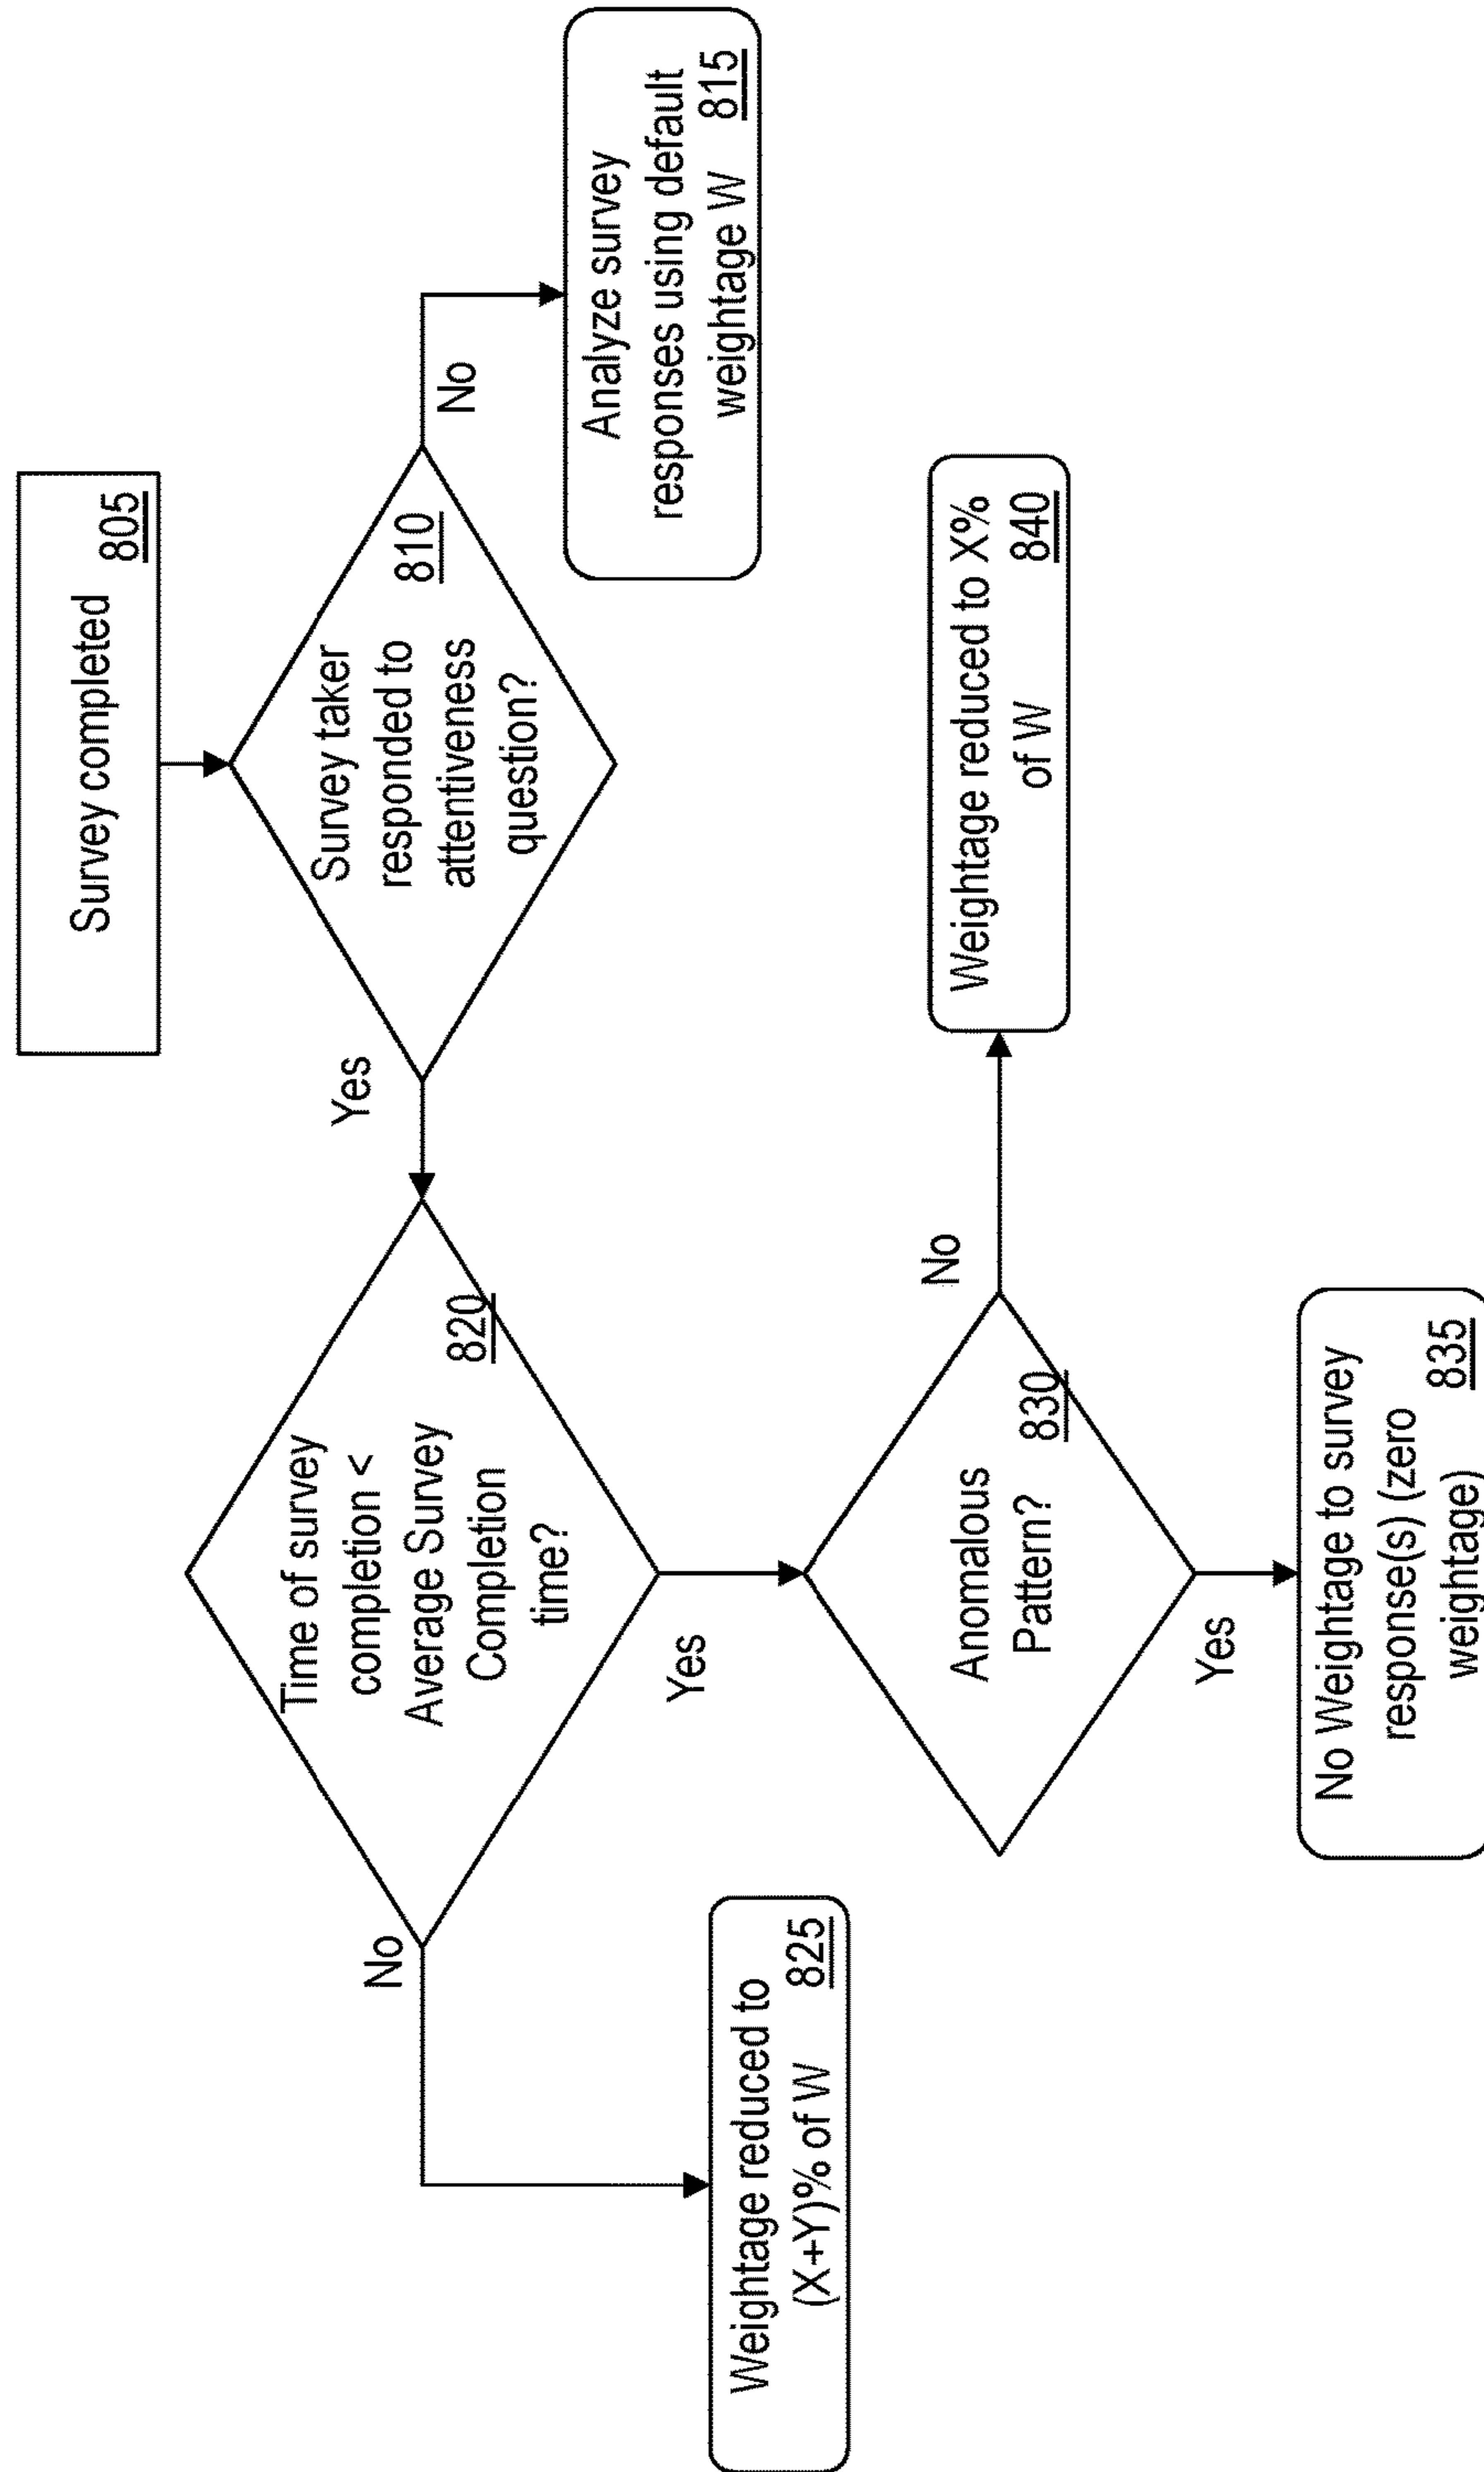 Survey completed
805
Survey taker
responded to
attentiveness
question?
810
No
Analyze survey
responses using default
weightage W
815
Yes
Time of survey
completion <
Average Survey
Completion
time?
820
No
Weightage reduced to
(X+Y)% of W
825
Yes
Anomalous
Pattern?
830
No
Weightage reduced to X%
of W
840
Yes
No Weightage to survey
response(s) (zero
weightage)
835